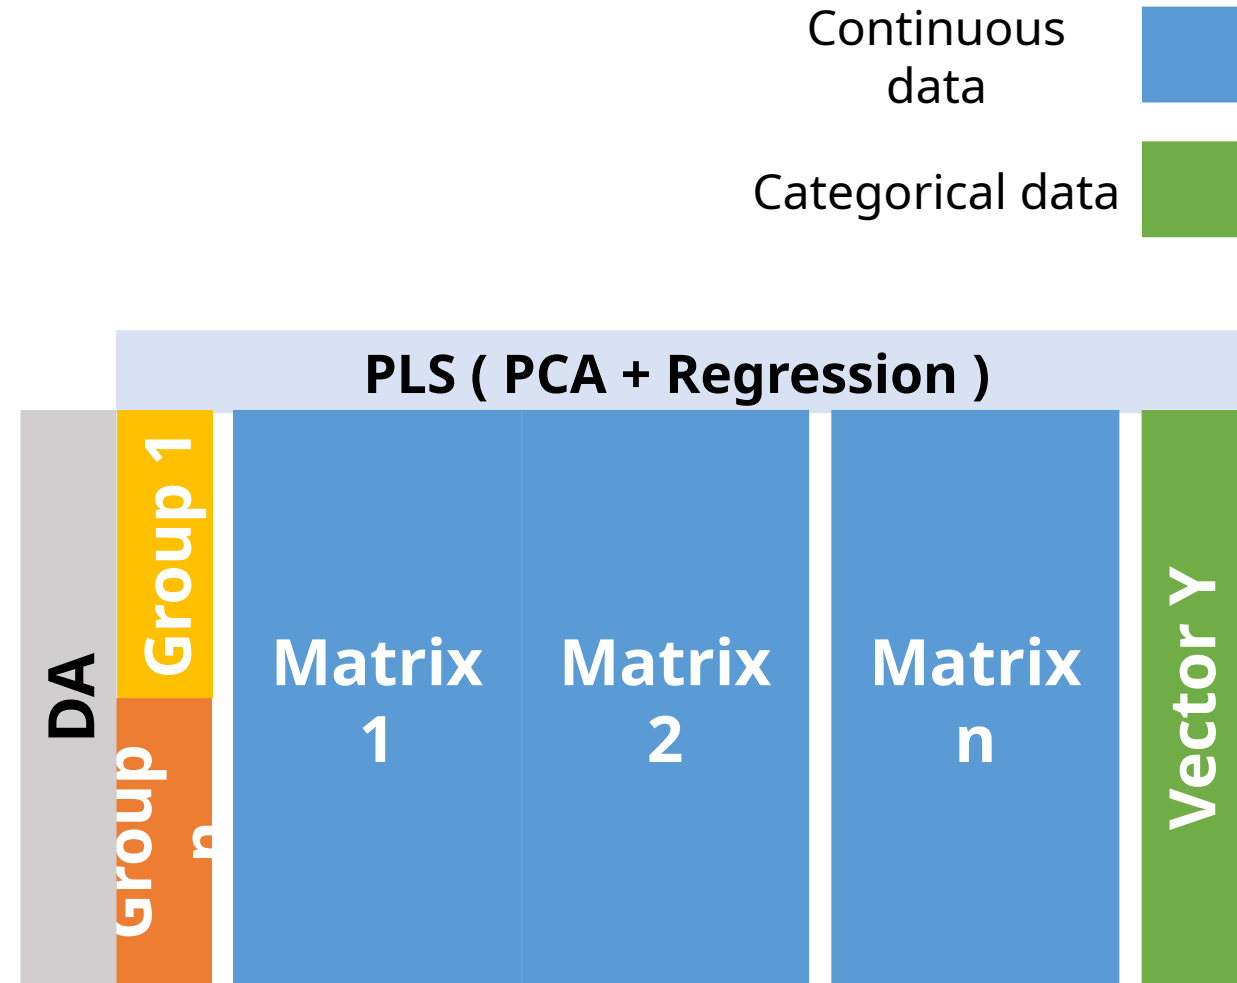 Continuous
data
Categorical data
PLS ( PCA + Regression )
DA
Group 1
Group
n
Matrix
1
Matrix
2
Matrix
n
Vector Y